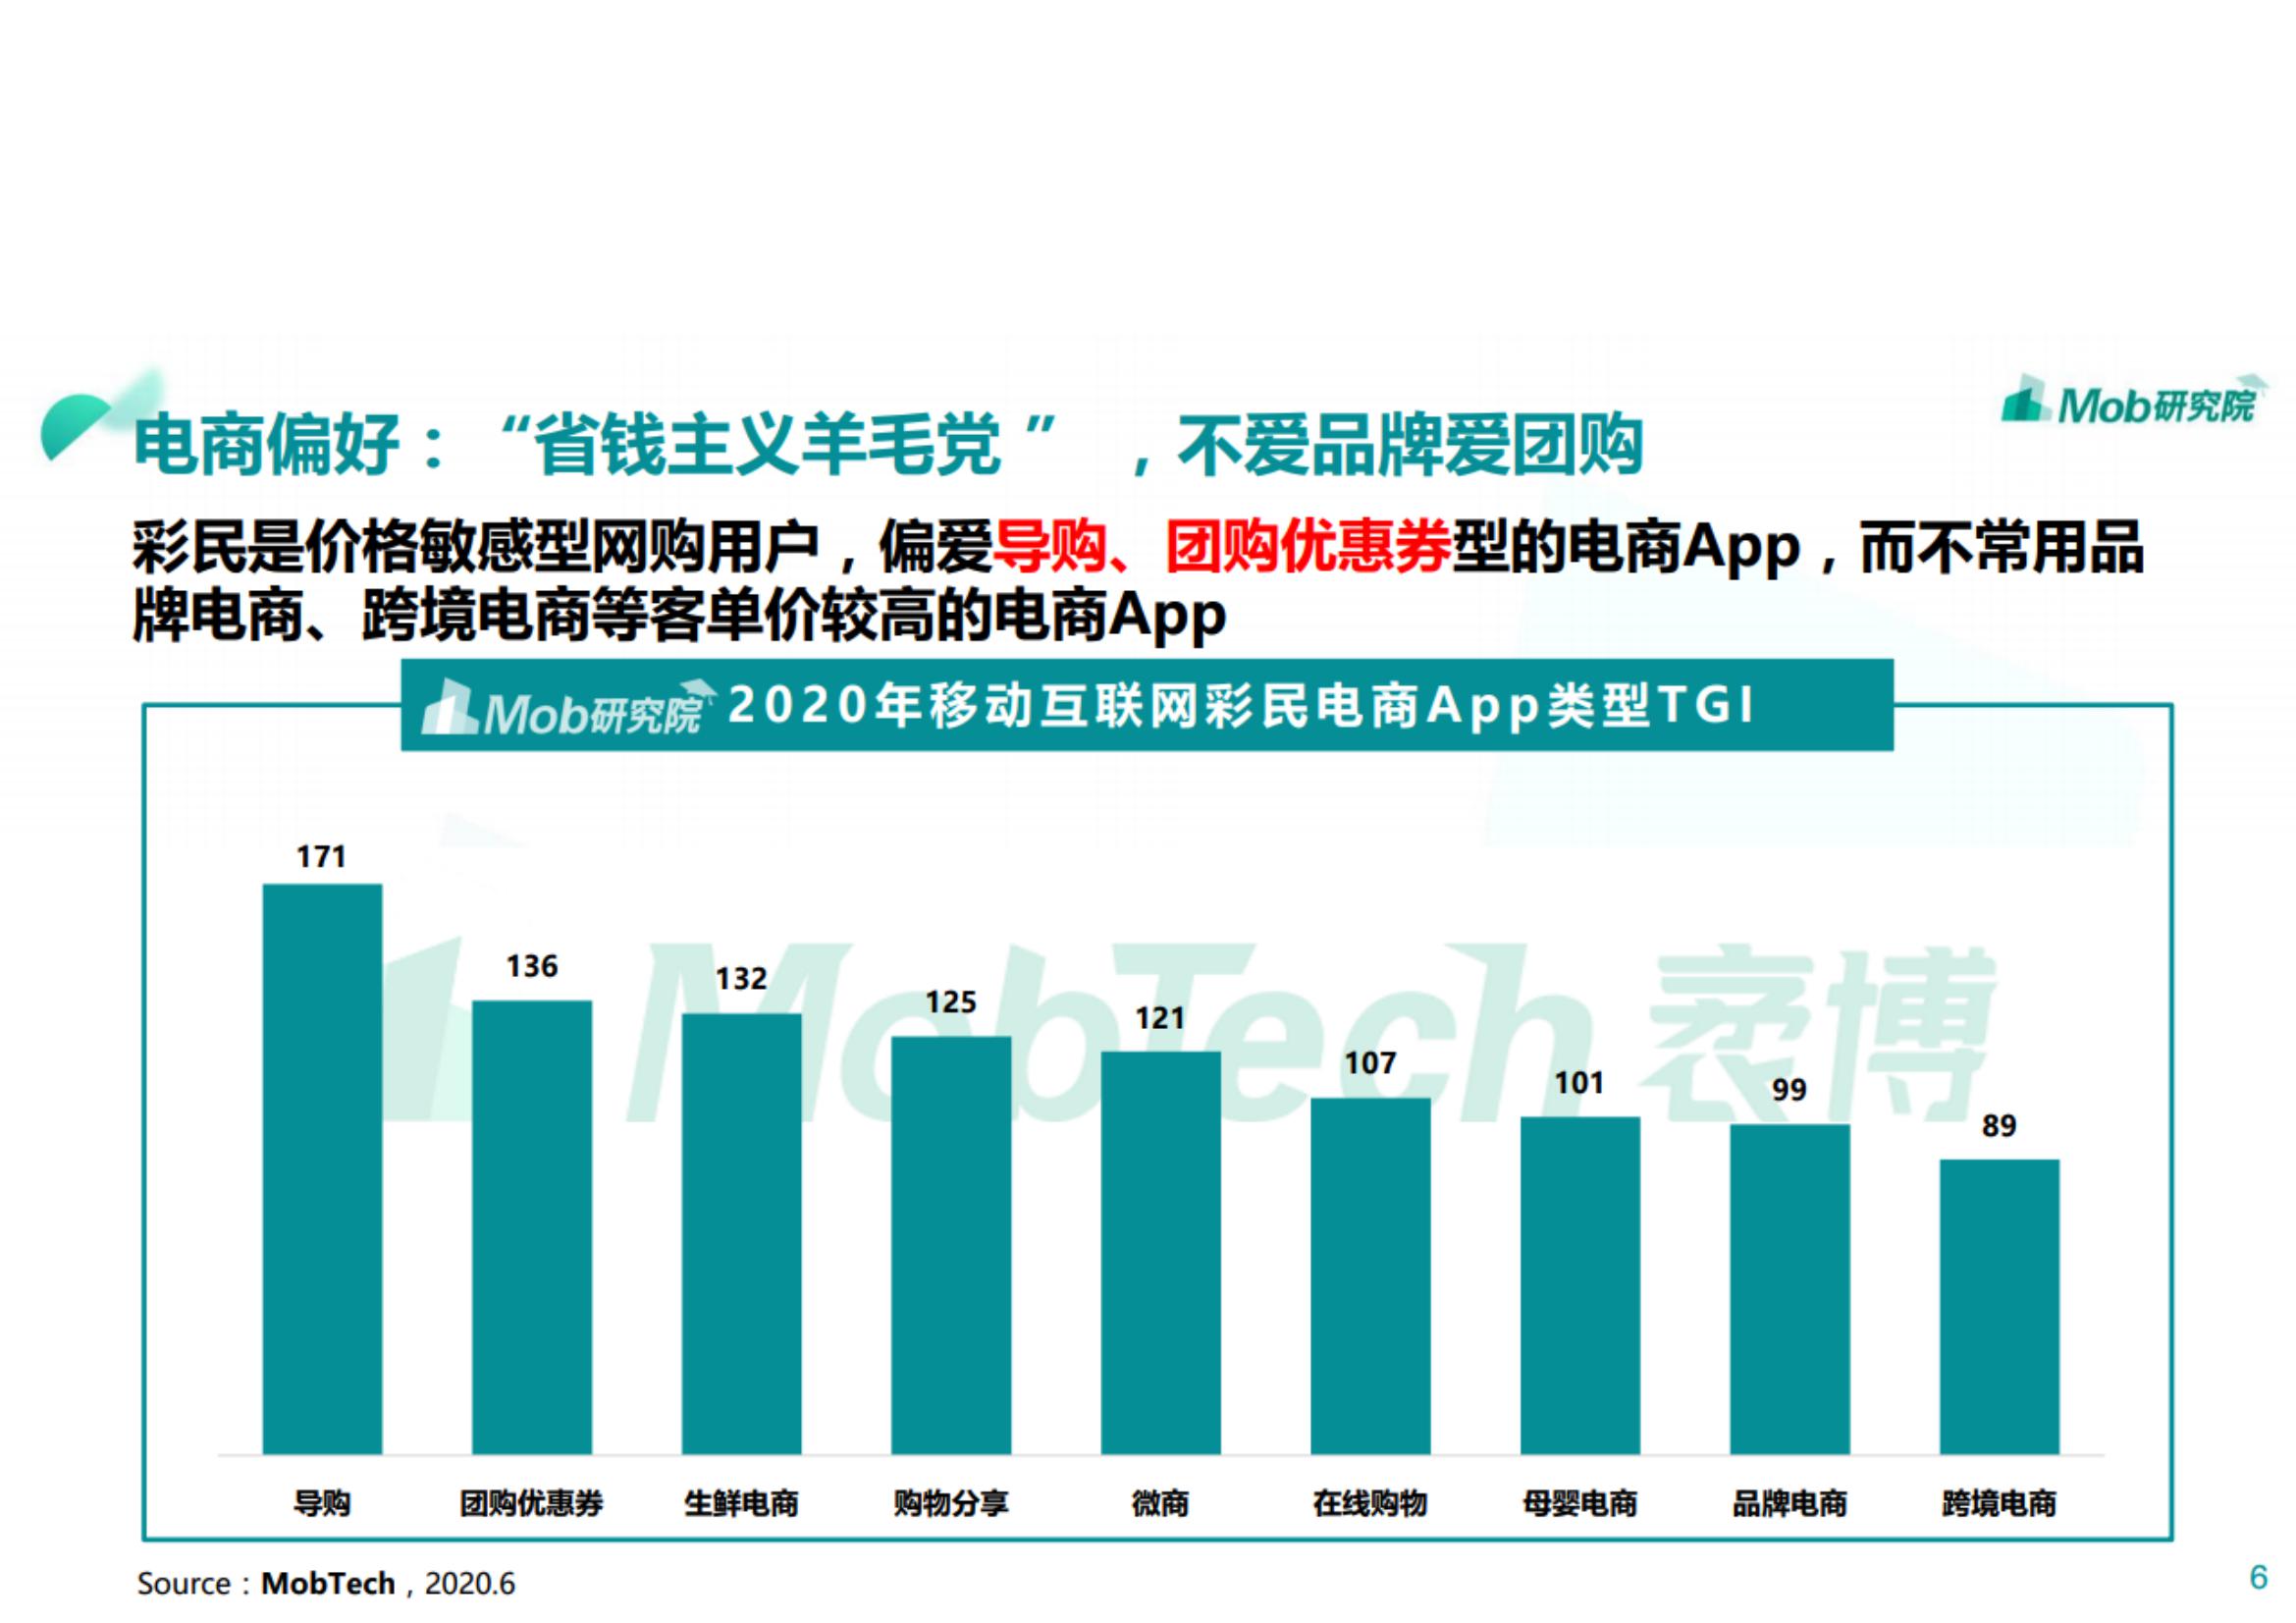 电商偏好：“省钱主义羊毛党 ”，不爱品牌爱团购
Mob研究院
彩民是价格敏感型网购用户，偏爱导购、团购优惠券型的电商App，而不常用品
牌电商、跨境电商等客单价较高的电商App
Mob研究院 2020年移动互联网彩民电商App类型TGI
MobTech 袤博
171
136
132
125
121
107
101
99
89
导购
团购优惠券
生鲜电商
购物分享
微商
在线购物
母婴电商
品牌电商
跨境电商
Source：MobTech，2020.6
6